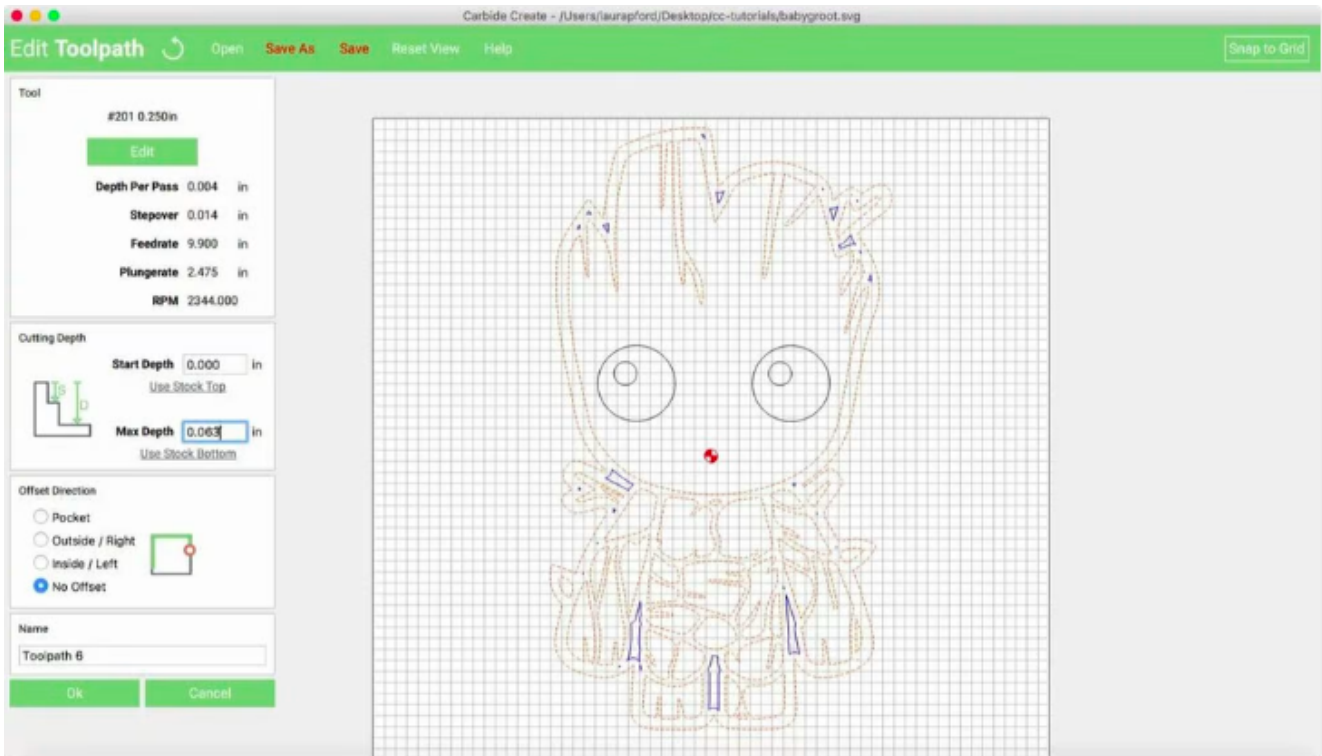 Carbide Create - /Users/laurapford/Desktop/cc-tutorials/babygroot.svg
Edit Toolpath Open Save As Save Reset View Help Snap to Grid
Tool
#201 0.250in
Edit
Depth Per Pass 0.004 in
Stepover 0.014 in
Feedrate 9.900 in
Plungerate 2.475 in
RPM 2344.000
Cutting Depth
Start Depth 0.000 in
Use Stock Top
S
D
Max Depth 0.063 in
Use Stock Bottom
Offset Direction
Pocket
Outside / Right
Inside / Left
No Offset
Name
Toolpath 6
Ok Cancel